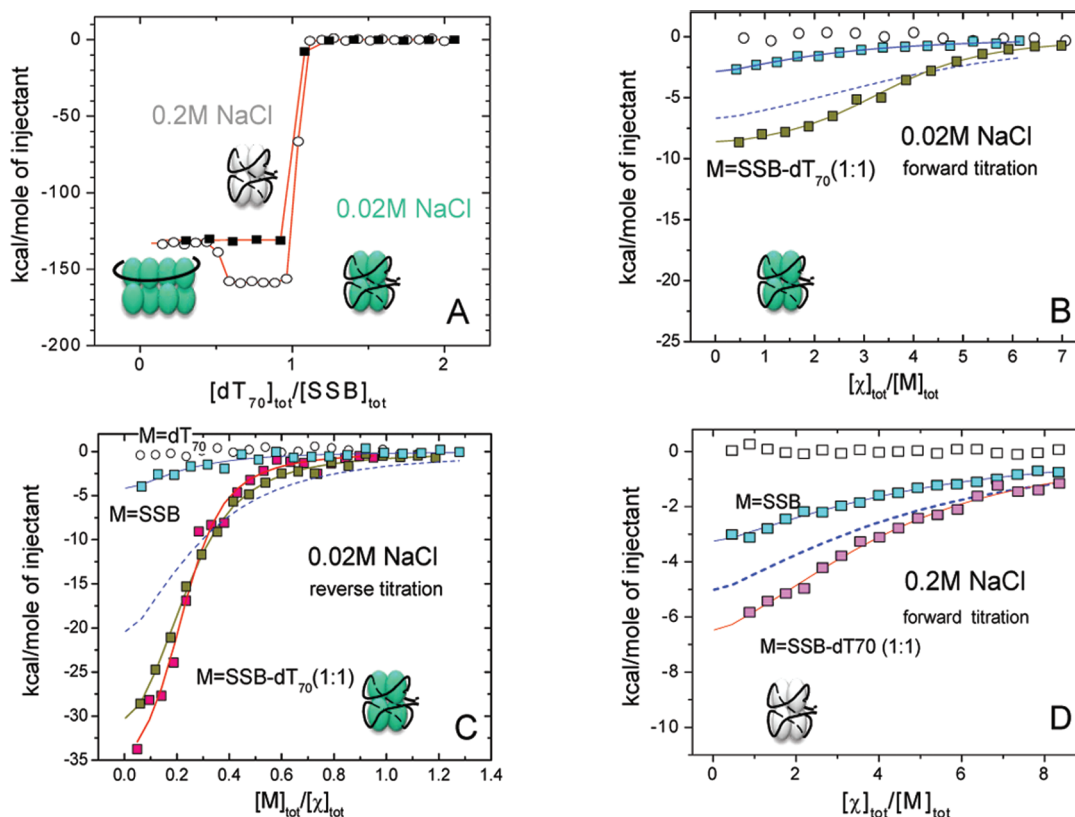 kcal/mole of injectant
0
-50
-100
-150
-200
0.2M NaCl
0.02M NaCl
A
0
1
2
[dT70]tot/[SSB]tot
kcal/mole of injectant
0
-5
-10
-15
-20
-25
M=SSB-dT70(1:1)
0.02M NaCl
forward titration
B
0 1 2 3 4 5 6 7
[χ]tot/[M]tot
kcal/mole of injectant
0
-5
-10
-15
-20
-25
-30
-35
M=dT70
M=SSB
0.02M NaCl
reverse titration
M=SSB-dT70(1:1)
C
0.0 0.2 0.4 0.6 0.8 1.0 1.2 1.4
[M]tot/[χ]tot
kcal/mole of injectant
0
-2
-4
-6
-8
-10
M=SSB
0.2M NaCl
forward titration
M=SSB-dT70 (1:1)
D
0 2 4 6 8
[χ]tot/[M]tot